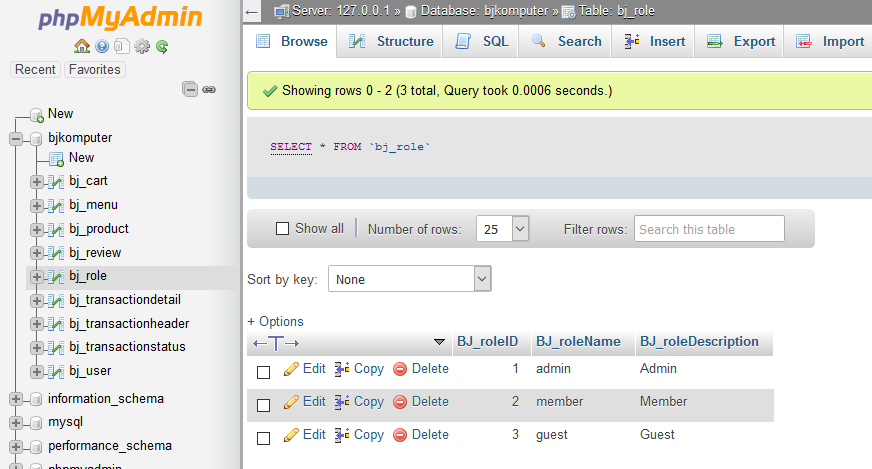 phpMyAdmin
Recent Favorites
New
bjkomputer
New
bj_cart
bj_menu
bj_product
bj_review
bj_role
bj_transactiondetail
bj_transactionheader
bj_transactionstatus
bj_user
information_schema
mysql
performance_schema
phpmyadmin
Server: 127.0.0.1 » Database: bjkomputer » Table: bj_role
Browse Structure SQL Search Insert Export Import
Showing rows 0 - 2 (3 total, Query took 0.0006 seconds.)
SELECT * FROM `bj_role`
Show all Number of rows: 25 Filter rows: Search this table
Sort by key: None
+ Options
←T→ BJ_roleID BJ_roleName BJ_roleDescription
Edit Copy Delete 1 admin Admin
Edit Copy Delete 2 member Member
Edit Copy Delete 3 guest Guest